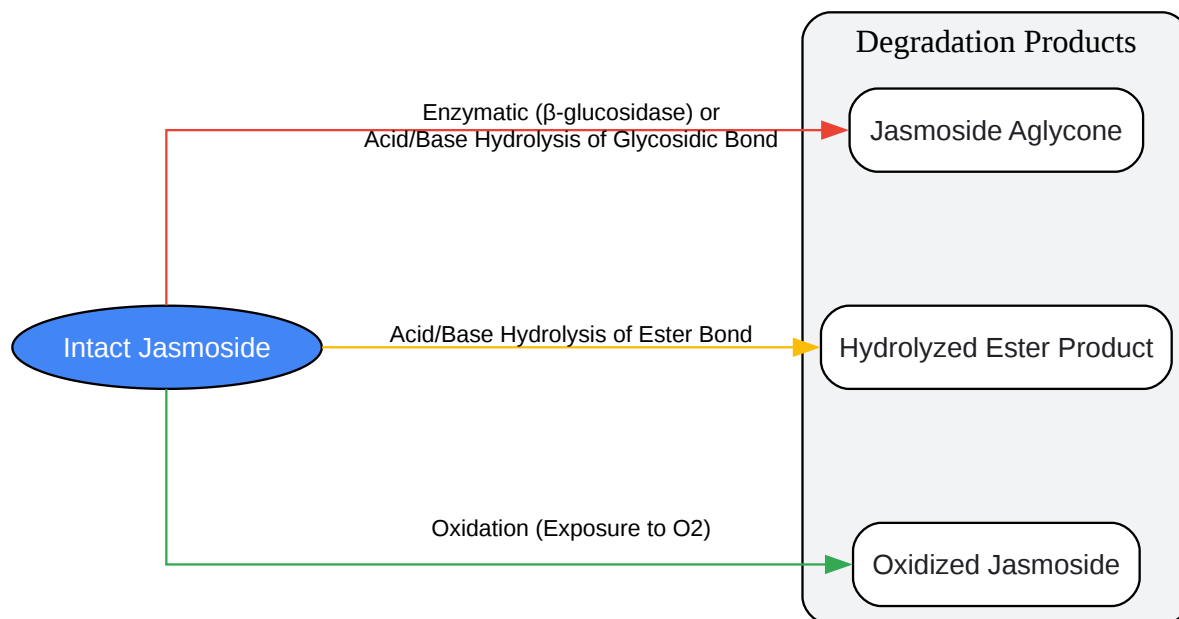 Degradation Products
Enzymatic (β-glucosidase) or
Acid/Base Hydrolysis of Glycosidic Bond
Jasmoside Aglycone
Intact Jasmoside
Acid/Base Hydrolysis of Ester Bond
Hydrolyzed Ester Product
Oxidation (Exposure to O2)
Oxidized Jasmoside